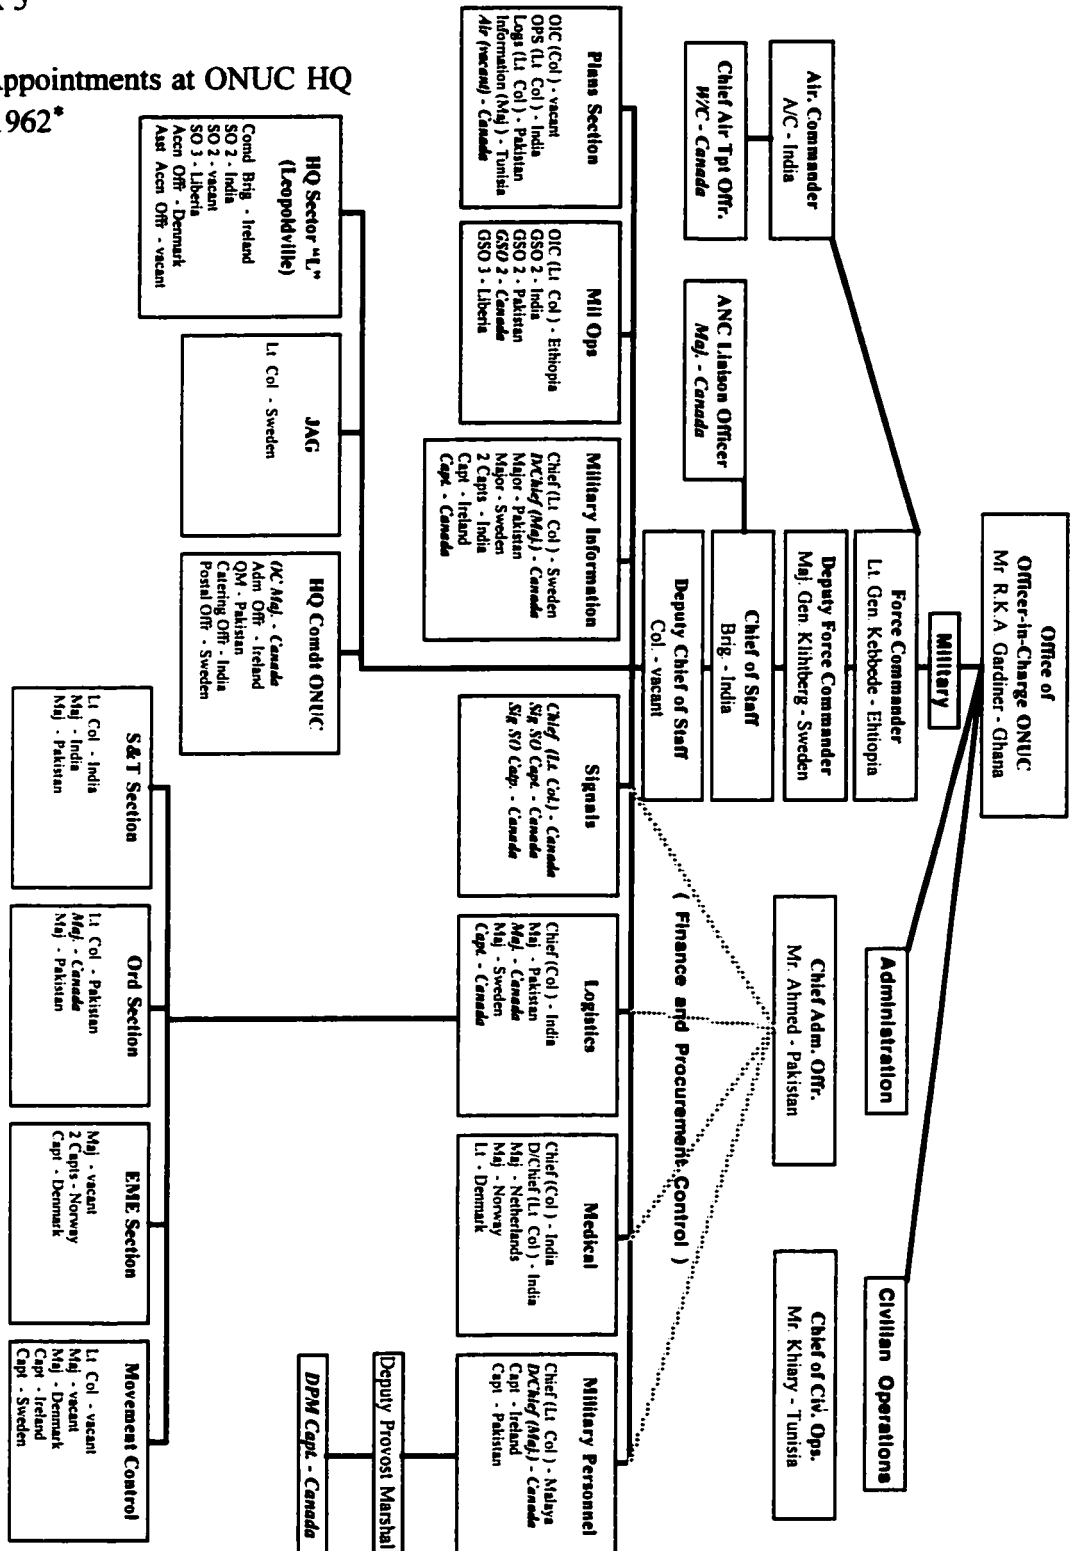 ppointments at ONUC HQ
1962*
Office of
Officer-in-Charge ONUC
Mr R.K.A. Gardiner - Ghana
Military
Administration
Civilian Operations
Force Commander
Lt. Gen. Kebbede - Ehtiopia
Deputy Force Commander
Maj. Gen. Klihtberg - Sweden
Chief of Staff
Brig. - India
Deputy Chief of Staff
Col. - vacant
Chief Adm. Offr.
Mr. Ahmed - Pakistan
Chief of Civ. Ops.
Mr. Khiary - Tunisia
Air. Commander
A/C - India
Chief Air Tpt Offr.
W/C - Canada
ANC Liaison Officer
Maj. - Canada
( Finance and Procurement Control )
Plans Section
OIC (Col) - vacant
OPS (Lt Col) - India
Logs (Lt Col) - Pakistan
Information (Maj) - Tunisia
Air (vacant) - Canada
Mil Ops
OIC (Lt Col) - Ethiopia
GSO 2 - India
GSO 2 - Pakistan
GSO 2 - Canada
GSO 3 - Liberia
Military Information
Chief (Lt Col) - Sweden
D/Chief (Maj.) - Canada
Major - Pakistan
Major - Sweden
2 Capts - India
Capt - Ireland
Capt. - Canada
Signals
Chief (Lt. Col.) - Canada
Sig SO Capt. - Canada
Sig SO Catp. - Canada
Logistics
Chief (Col) - India
Maj - Pakistan
Maj. - Canada
Maj - Sweden
Capt. - Canada
Medical
Chief (Col) - India
D/Chief (Lt Col) - India
Maj - Netherlands
Maj - Norway
Lt - Denmark
Military Personnel
Chief (Lt Col) - Malaya
D/Chief (Maj.) - Canada
Capt - Ireland
Capt - Pakistan
Deputy Provost Marshal
DPM Capt. - Canada
HQ Sector "L"
(Leopoldville)
Comd Brig - Ireland
SO 2 - India
SO 2 - vacant
SO 3 - Liberia
Accn Offr - Denmark
Asst Accn Offr - vacant
JAG
Lt Col - Sweden
HQ Comdt ONUC
OC Maj. - Canada
Adm Off - Ireland
QM - Pakistan
Catering Off - India
Postal Offr - Sweden
S&T Section
Lt Col - India
Maj - India
Maj - Pakistan
Ord Section
Lt Col - Pakistan
Maj. - Canada
Maj - Pakistan
EME Section
Maj - vacant
2 Capts - Norway
Capt - Denmark
Movement Control
Lt Col - vacant
Maj - vacant
Maj - Denmark
Capt - Ireland
Capt - Sweden